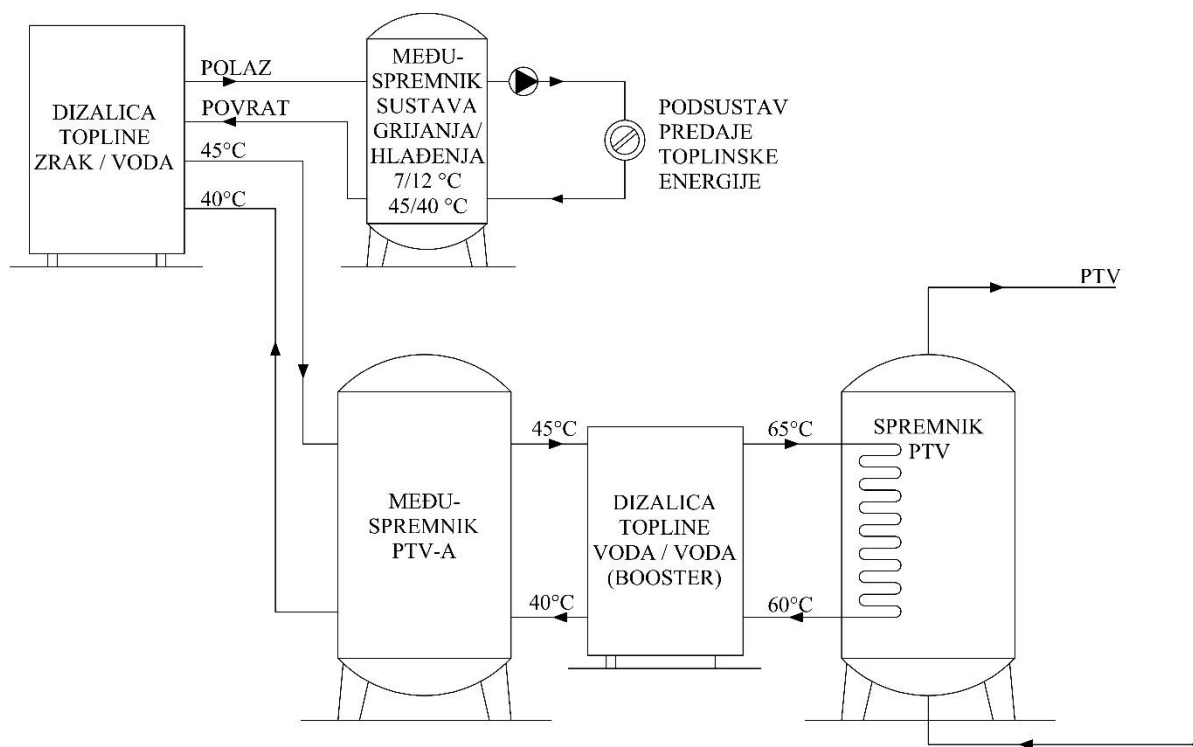 DIZALICA
TOPLINE
ZRAK / VODA
POLAZ
POVRAT
45°C
40°C
MEĐU-
SPREMNIK
SUSTAVA
GRIJANJA/
HLAĐENJA
7/12 °C
45/40 °C
PODSUSTAV
PREDAJE
TOPLINSKE
ENERGIJE
MEĐU-
SPREMNIK
PTV-A
45°C
40°C
DIZALICA
TOPLINE
VODA / VODA
(BOOSTER)
65°C
60°C
SPREMNIK
PTV
PTV